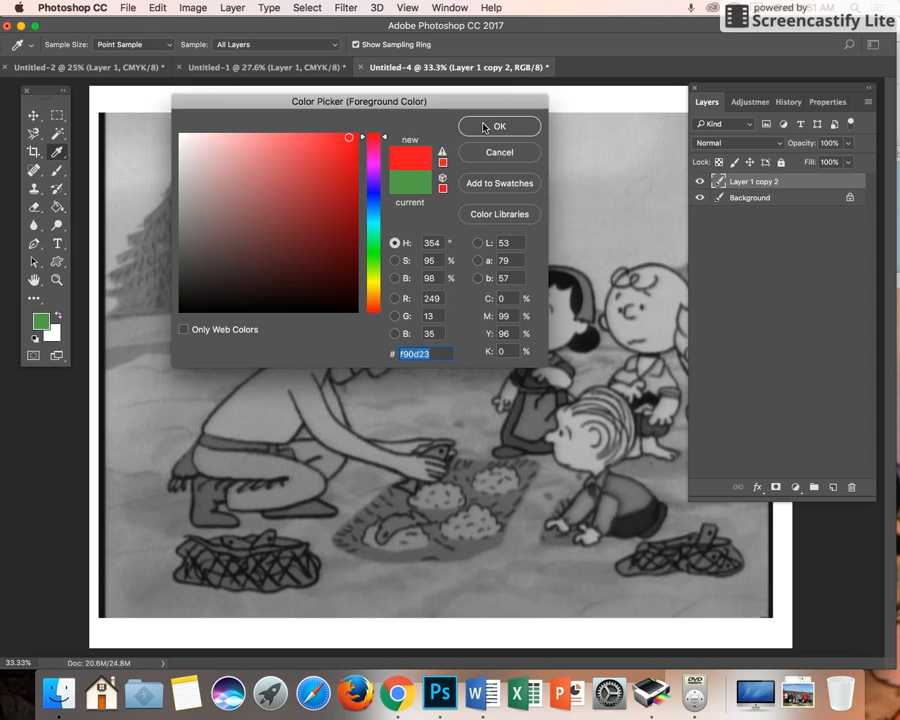 Photoshop CC File Edit Image Layer Type Select Filter 3D View Window Help
powered by
Screencastify Lite
Adobe Photoshop CC 2017
Sample Size: Point Sample Sample: All Layers Show Sampling Ring
Untitled-2 @ 25% (Layer 1, CMYK/8) * Untitled-1 @ 27.6% (Layer 1, CMYK/8) * Untitled-4 @ 33.3% (Layer 1 copy 2, RGB/8) *
Color Picker (Foreground Color)
new
current
OK
Cancel
Add to Swatches
Color Libraries
H: 354 ° L: 53
S: 95 % a: 79
B: 98 % b: 57
R: 249 C: 0 %
G: 13 M: 99 %
B: 35 Y: 96 %
# f90d23 K: 0 %
Only Web Colors
Layers Adjustmen History Properties
Kind
Normal Opacity: 100%
Lock: Fill: 100%
Layer 1 copy 2
Background
33.33% Doc: 20.6M/24.8M